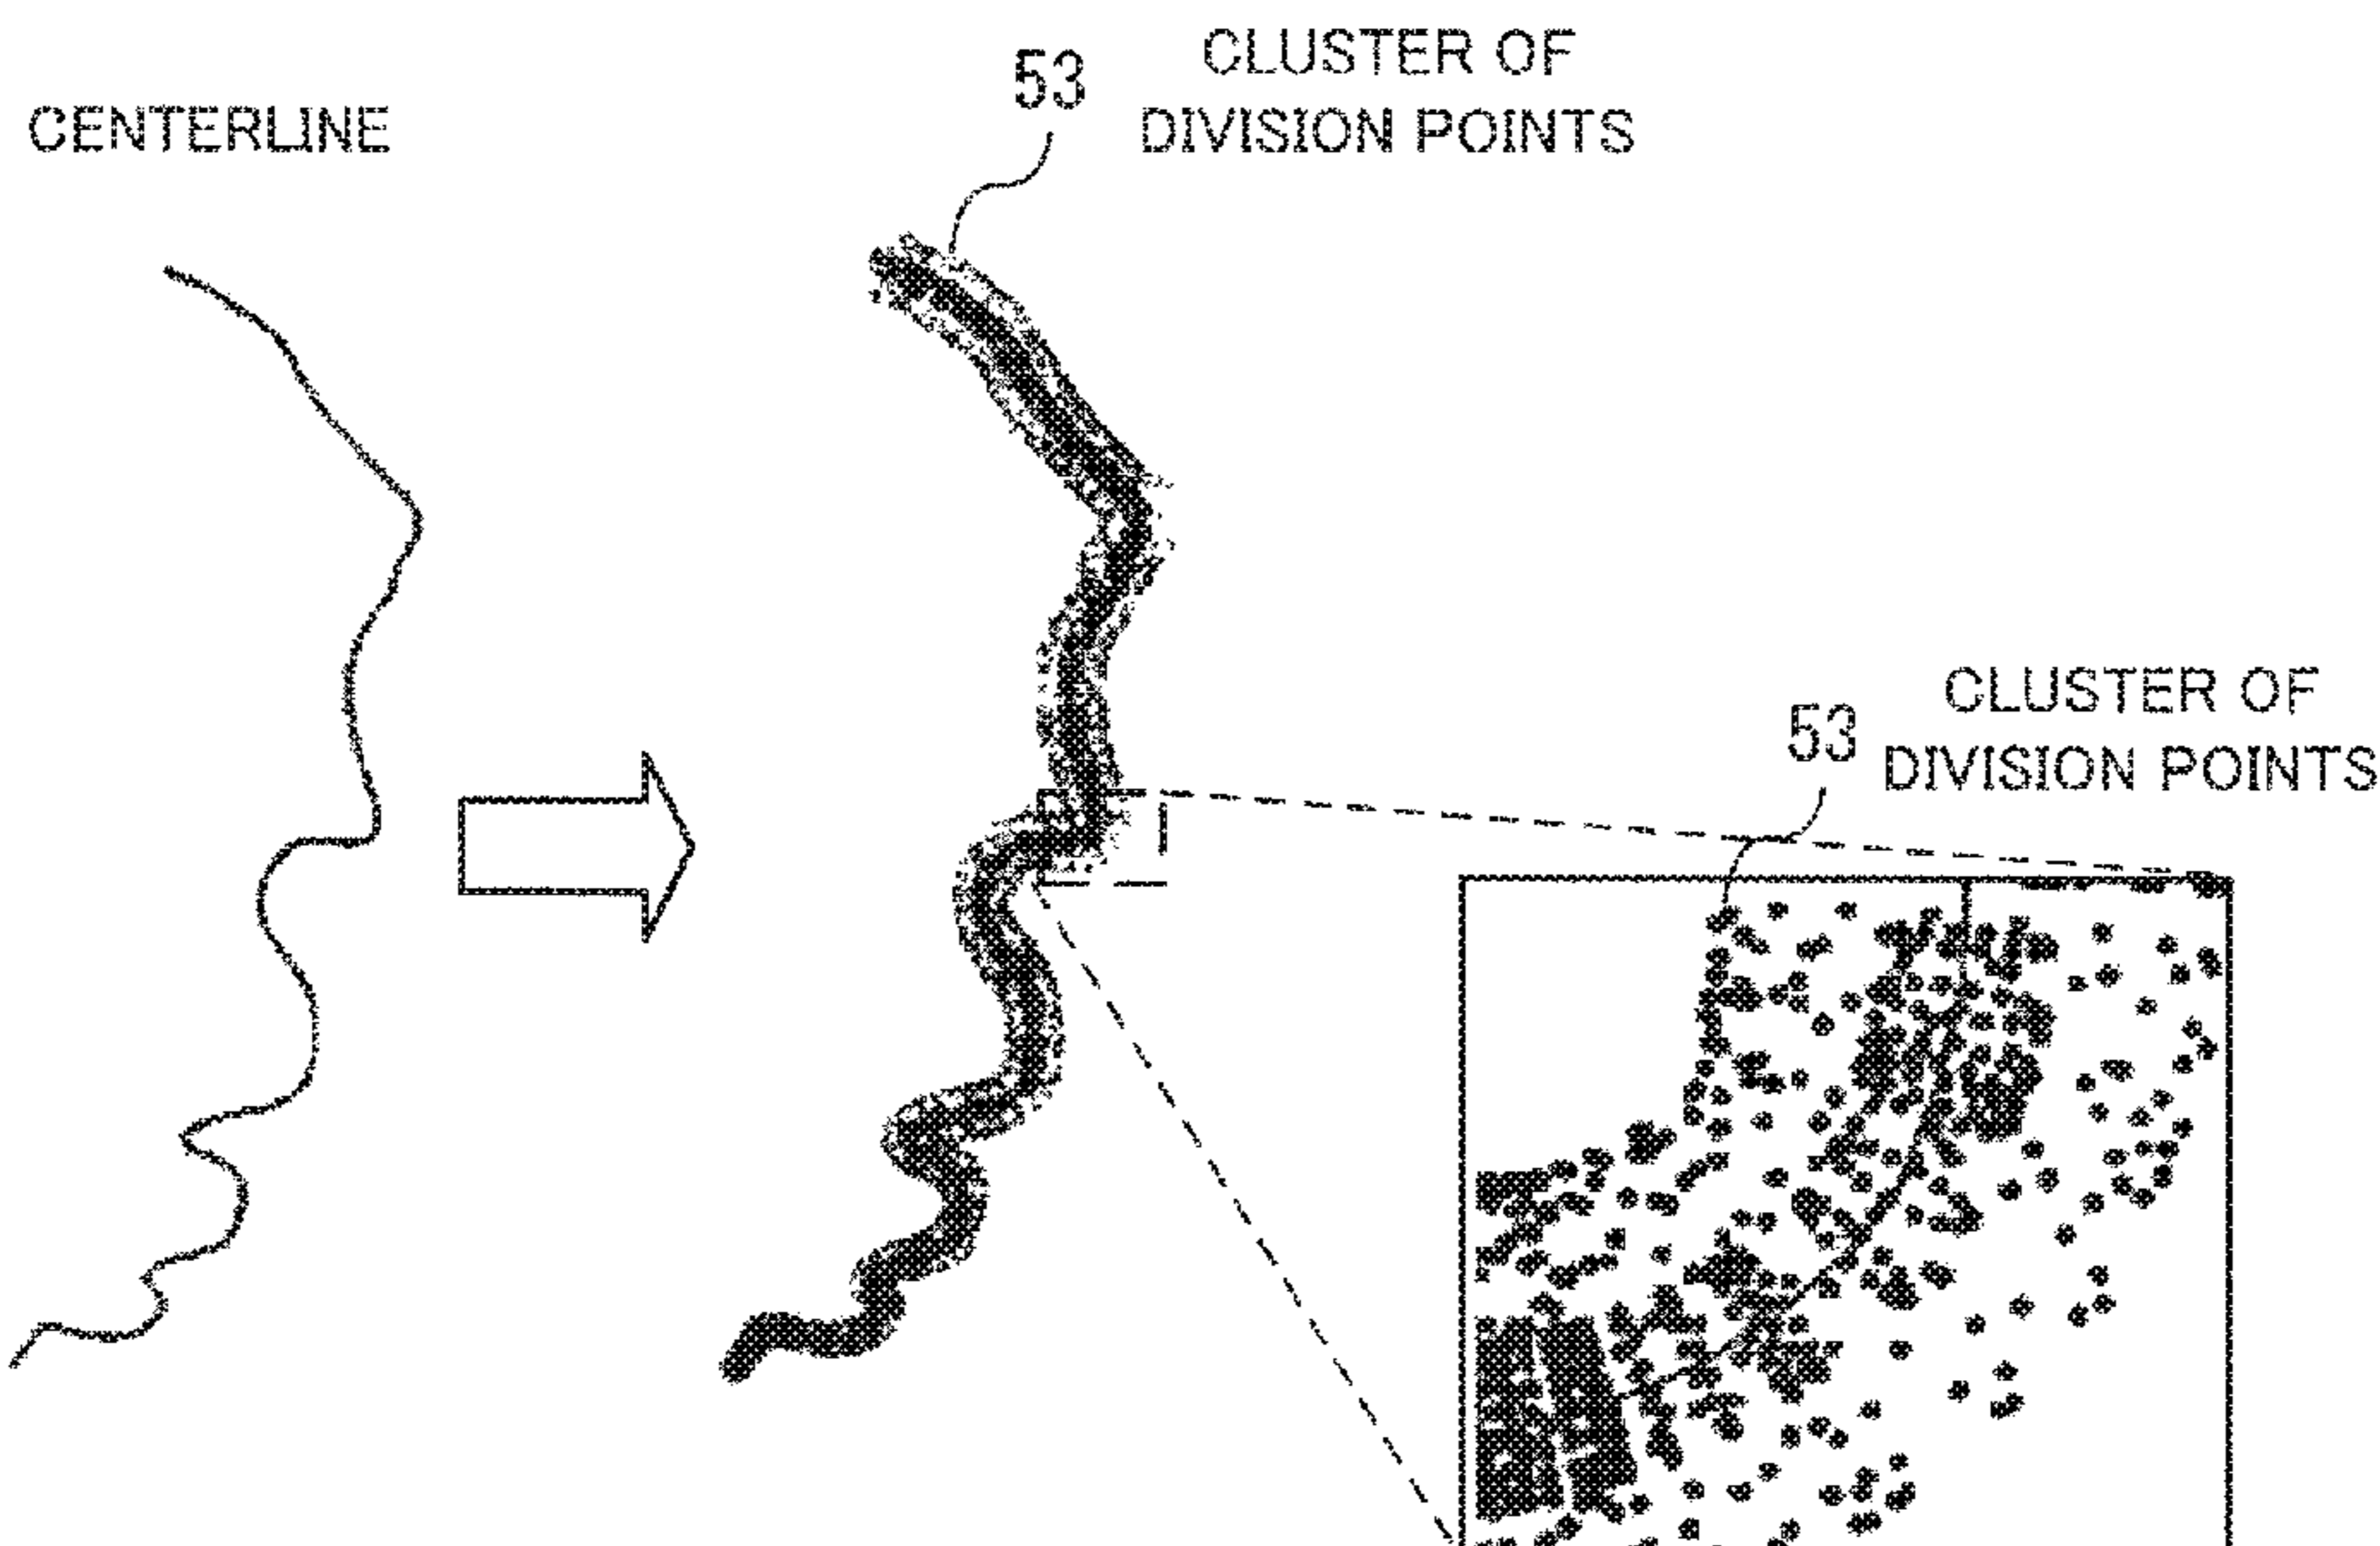 CENTERLINE
53
CLUSTER OF
DIVISION POINTS
53
CLUSTER OF
DIVISION POINTS